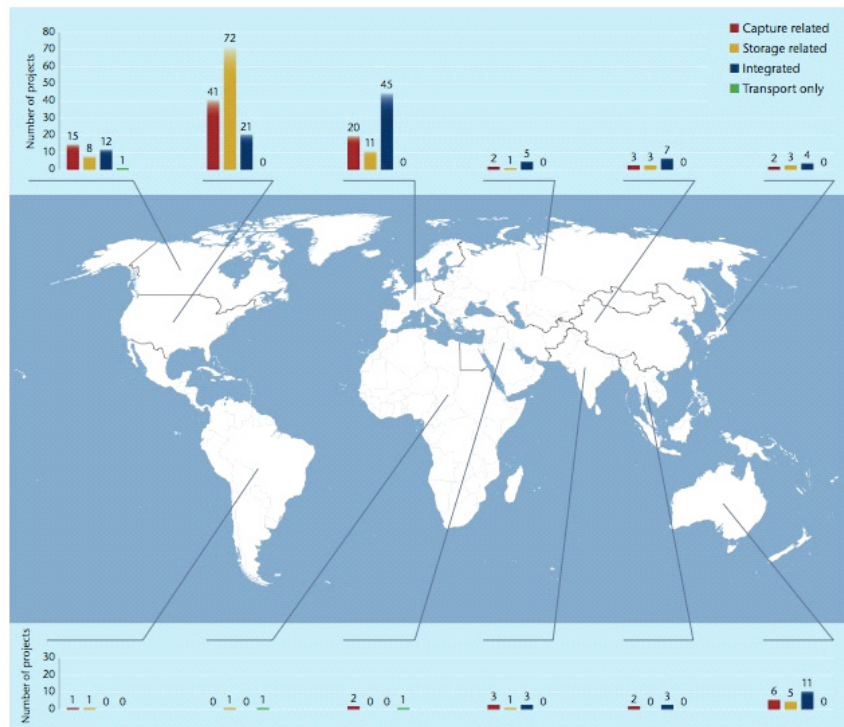 Number of projects
80
70
60
50
40
30
20
10
0
15 8 12 1
41 72 21 0
20 11 45 0
2 1 5 0
3 3 7 0
2 3 4 0
Capture related
Storage related
Integrated
Transport only
Number of projects
30
20
10
0
1 1 0 0
0 1 0 1
2 0 0 1
3 1 3 0
2 0 3 0
6 5 11 0